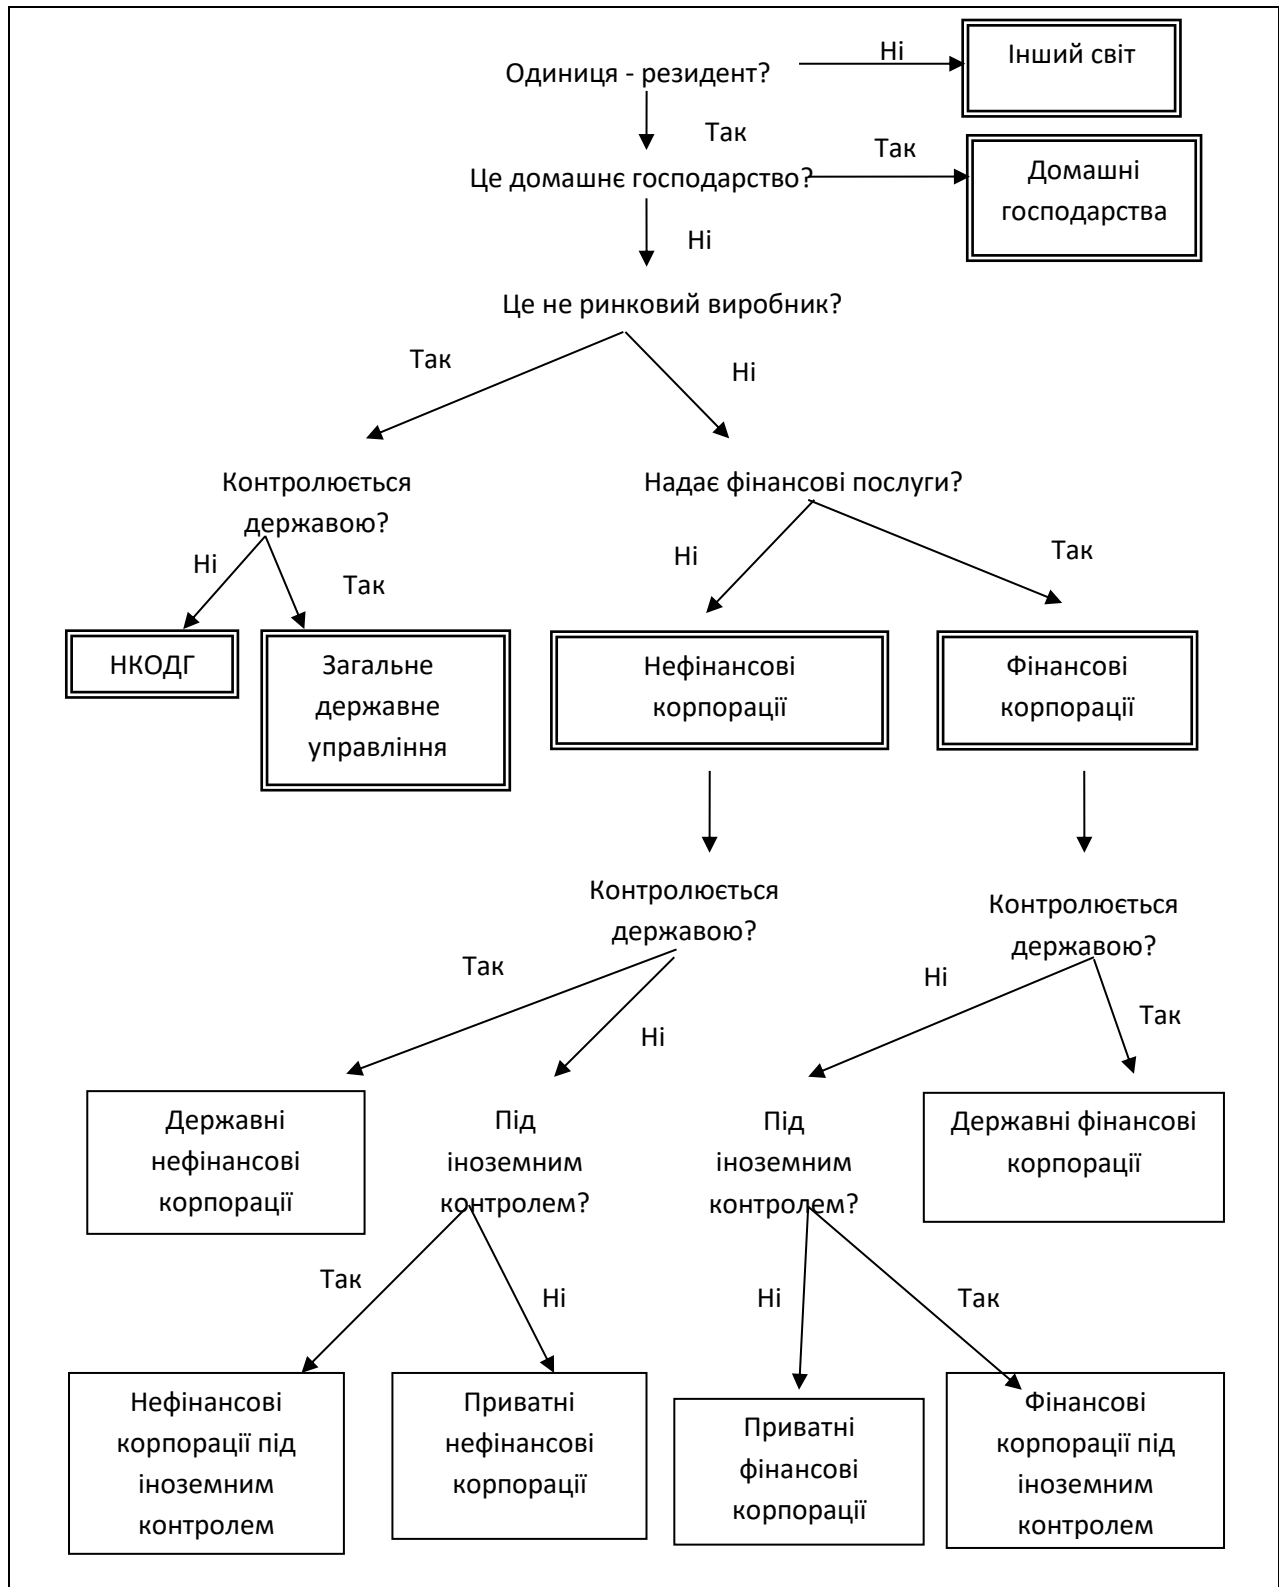 Одиниця - резидент?
Ні
Інший світ
Так
Це домашнє господарство?
Так
Домашні
господарства
Ні
Це не ринковий виробник?
Так
Ні
Контролюється
державою?
Надає фінансові послуги?
Ні
Так
Ні
Так
НКОДГ
Загальне
державне
управління
Нефінансові
корпорації
Фінансові
корпорації
Контролюється
державою?
Контролюється
державою?
Так
Ні
Ні
Так
Державні
нефінансові
корпорації
Під
іноземним
контролем?
Під
іноземним
контролем?
Державні фінансові
корпорації
Так
Ні
Ні
Так
Нефінансові
корпорації під
іноземним
контролем
Приватні
нефінансові
корпорації
Приватні
фінансові
корпорації
Фінансові
корпорації під
іноземним
контролем